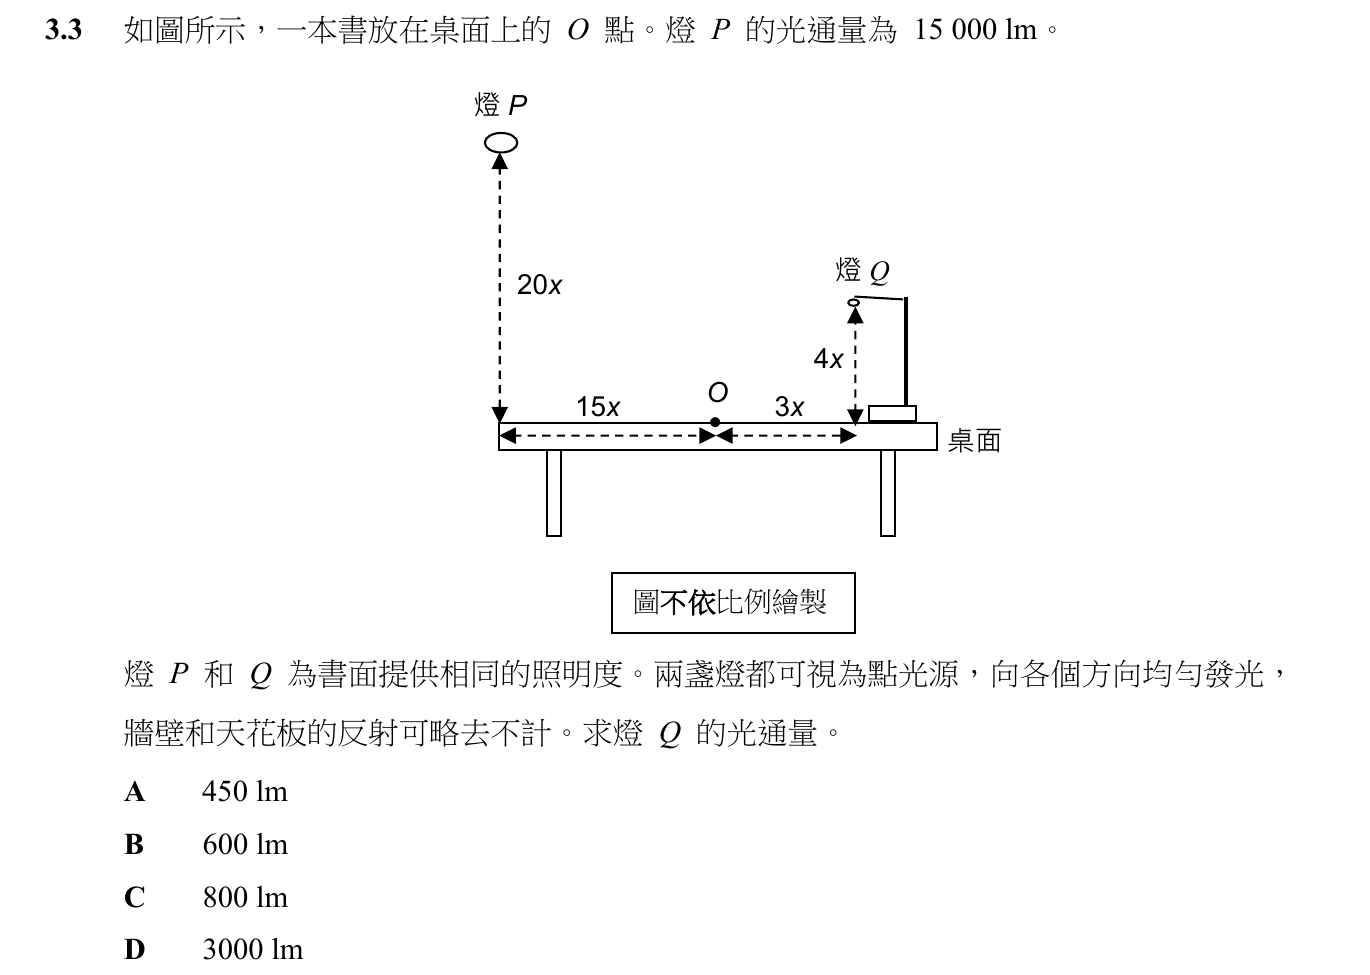 3.3 如圖所示，一本書放在桌面上的 O 點。燈 P 的光通量為 15 000 lm。
燈 P
燈 Q
20x
4x
O
15x
3x
桌面
圖不依比例繪製
燈 P 和 Q 為書面提供相同的照明度。兩盞燈都可視為點光源，向各個方向均勻發光，
牆壁和天花板的反射可略去不計。求燈 Q 的光通量。
A 450 lm
B 600 lm
C 800 lm
D 3000 lm